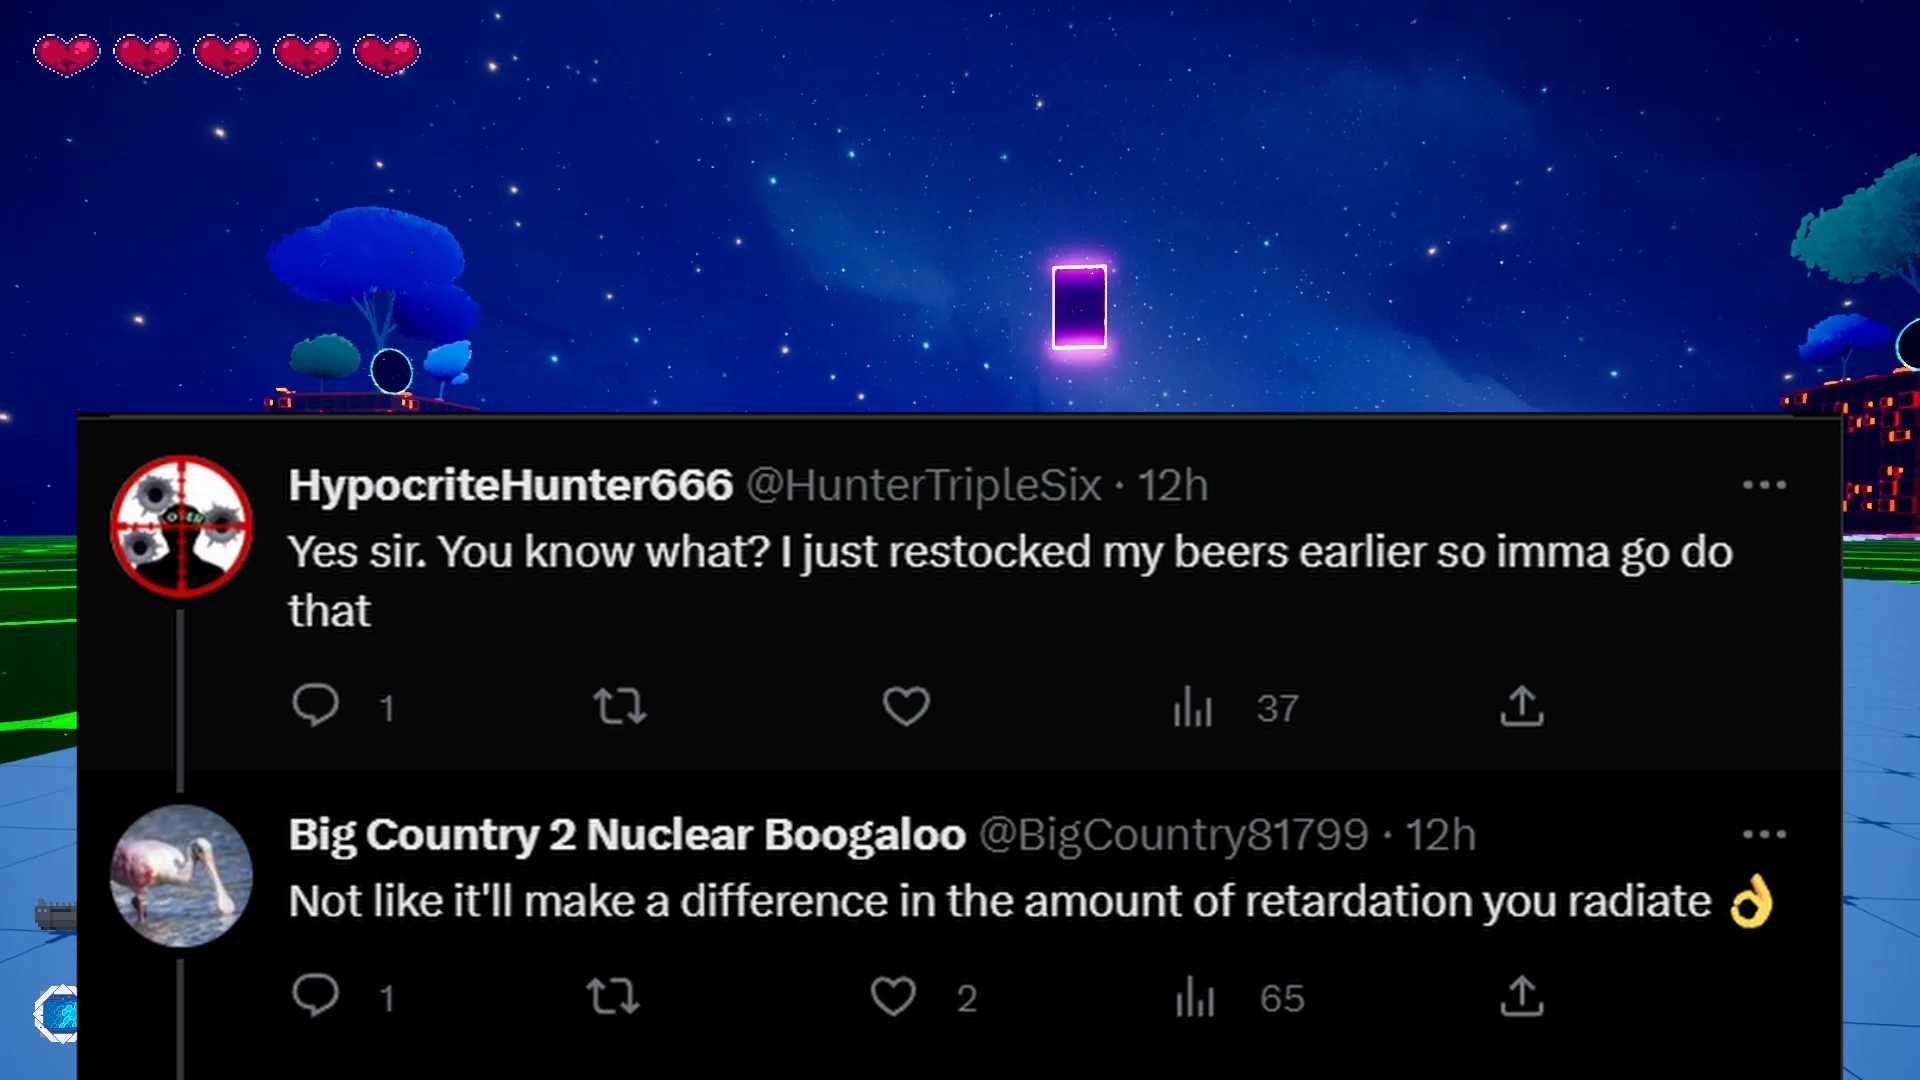 HypocriteHunter666 @HunterTripleSix · 12h
Yes sir. You know what? I just restocked my beers earlier so imma go do
that
1 37
Big Country 2 Nuclear Boogaloo @BigCountry81799 · 12h
Not like it'll make a difference in the amount of retardation you radiate 👌
1 2 65